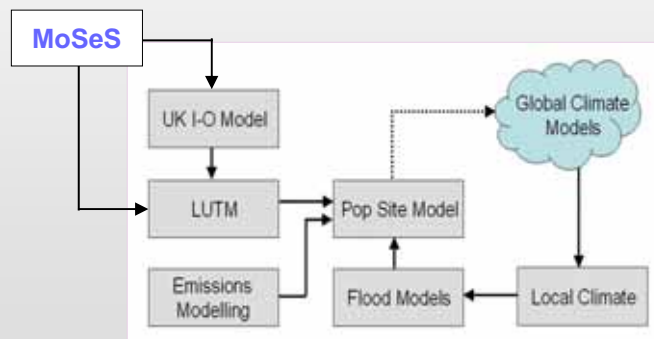 MoSeS
UK I-O Model
Global Climate
Models
LUTM
Pop Site Model
Emissions
Modelling
Flood Models
Local Climate